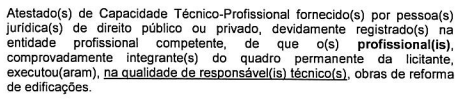 Atestado(s) de Capacidade Técnico-Profissional fornecido(s) por pessoa(s)
jurídica(s) de direito público ou privado, devidamente registrado(s) na
entidade profissional competente, de que o(s) profissional(is),
comprovadamente integrante(s) do quadro permanente da licitante,
executou(aram), na qualidade de responsável(is) técnico(s), obras de reforma
de edificações.